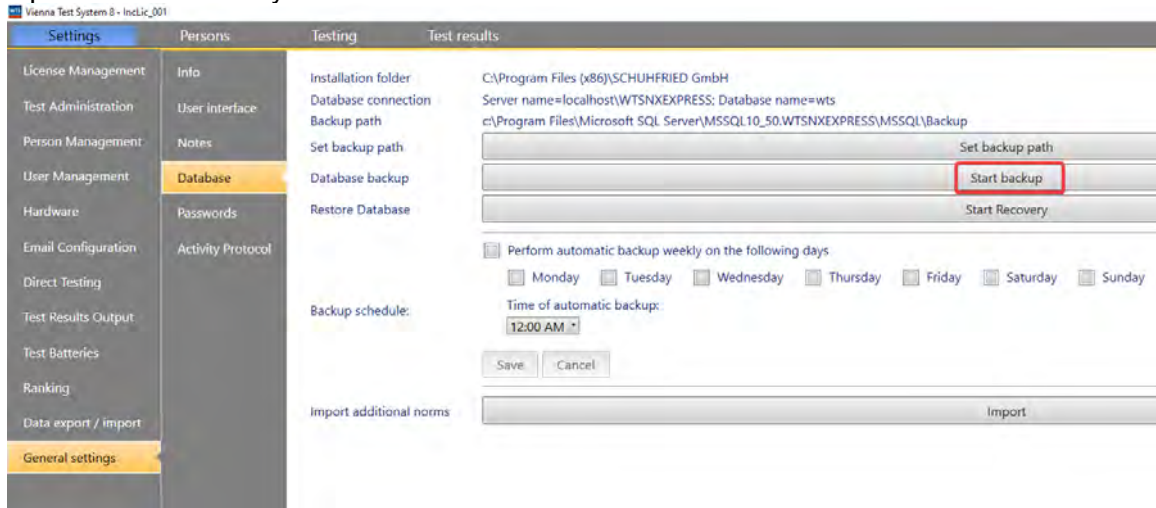 Vienna Test System 8 - IncLic_001
Settings Persons Testing Test results
License Management
Test Administration
Person Management
User Management
Hardware
Email Configuration
Direct Testing
Test Results Output
Test Batteries
Ranking
Data export / import
General settings
Info
User interface
Notes
Database
Passwords
Activity Protocol
Installation folder C:\Program Files (x86)\SCHUHFRIED GmbH
Database connection Server name=localhost\WTSNXEXPRESS; Database name=wts
Backup path c:\Program Files\Microsoft SQL Server\MSSQL10_50.WTSNXEXPRESS\MSSQL\Backup
Set backup path Set backup path
Database backup Start backup
Restore Database Start Recovery
Perform automatic backup weekly on the following days
Monday Tuesday Wednesday Thursday Friday Saturday Sunday
Backup schedule: Time of automatic backup:
12:00 AM
Save Cancel
Import additional norms Import